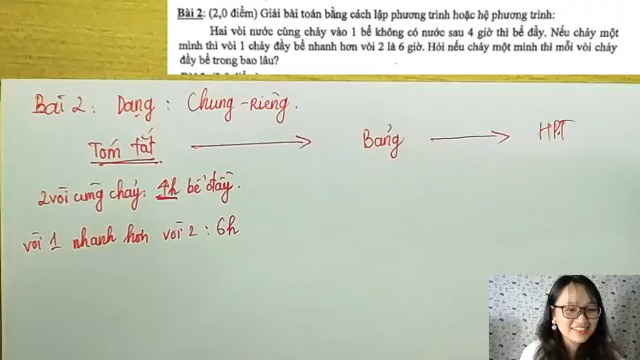 Bài 2: (2,0 điểm) Giải bài toán bằng cách lập phương trình hoặc hệ phương trình:
Hai vòi nước cùng chảy vào 1 bể không có nước sau 4 giờ thì bể đầy. Nếu chảy một
mình thì vòi 1 chảy đầy bể nhanh hơn vòi 2 là 6 giờ. Hỏi nếu chảy một mình thì mỗi vòi chảy
đầy bể trong bao lâu?
Bài 2: Dạng: Chung - Riêng.
Tóm tắt → Bảng → HPT
2 vòi cùng chảy: 4h bể đầy.
vòi 1 nhanh hơn vòi 2: 6h